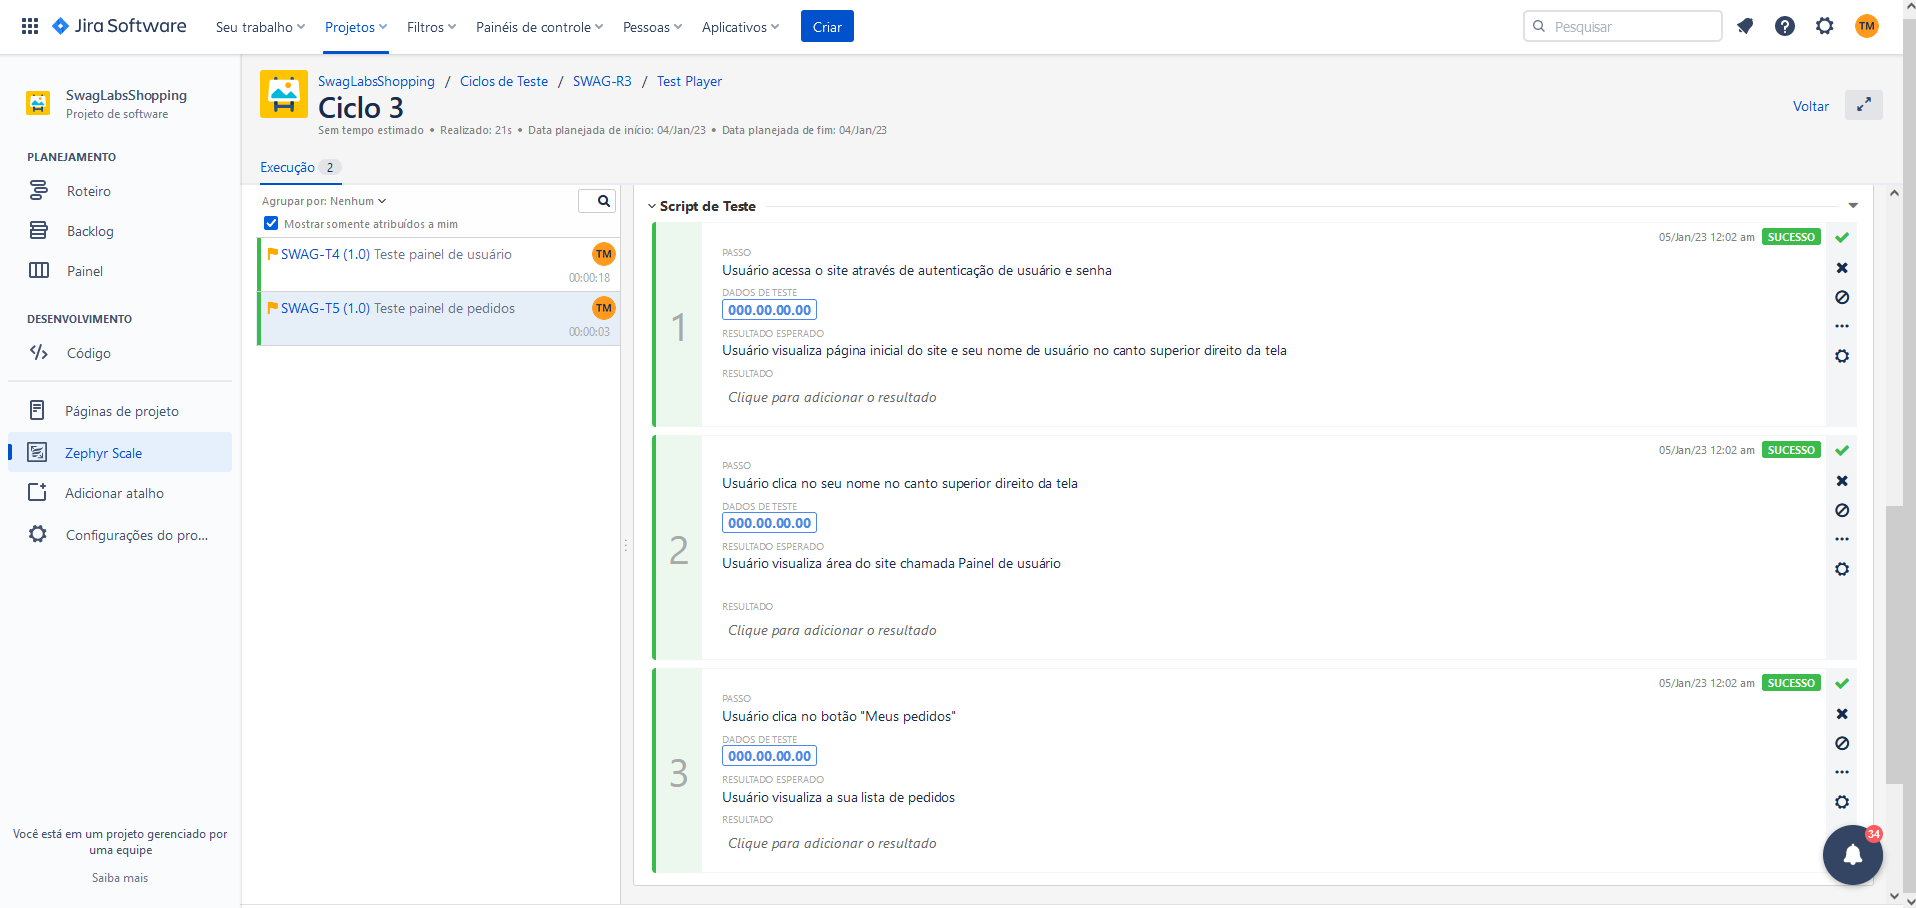 Jira Software
Seu trabalho
Projetos
Filtros
Painéis de controle
Pessoas
Aplicativos
Criar
Pesquisar
TM
SwagLabsShopping
Projeto de software
PLANEJAMENTO
Roteiro
Backlog
Painel
DESENVOLVIMENTO
Código
Páginas de projeto
Zephyr Scale
Adicionar atalho
Configurações do pro...
Você está em um projeto gerenciado por
uma equipe
Saiba mais
SwagLabsShopping / Ciclos de Teste / SWAG-R3 / Test Player
Ciclo 3
Sem tempo estimado • Realizado: 21s • Data planejada de início: 04/Jan/23 • Data planejada de fim: 04/Jan/23
Voltar
Execução 2
Agrupar por: Nenhum
Mostrar somente atribuídos a mim
SWAG-T4 (1.0) Teste painel de usuário
TM
00:00:18
SWAG-T5 (1.0) Teste painel de pedidos
TM
00:00:03
Script de Teste
1
05/Jan/23 12:02 am SUCESSO
PASSO
Usuário acessa o site através de autenticação de usuário e senha
DADOS DE TESTE
000.00.00.00
RESULTADO ESPERADO
Usuário visualiza página inicial do site e seu nome de usuário no canto superior direito da tela
RESULTADO
Clique para adicionar o resultado
2
05/Jan/23 12:02 am SUCESSO
PASSO
Usuário clica no seu nome no canto superior direito da tela
DADOS DE TESTE
000.00.00.00
RESULTADO ESPERADO
Usuário visualiza área do site chamada Painel de usuário
RESULTADO
Clique para adicionar o resultado
3
05/Jan/23 12:02 am SUCESSO
PASSO
Usuário clica no botão "Meus pedidos"
DADOS DE TESTE
000.00.00.00
RESULTADO ESPERADO
Usuário visualiza a sua lista de pedidos
RESULTADO
Clique para adicionar o resultado
34